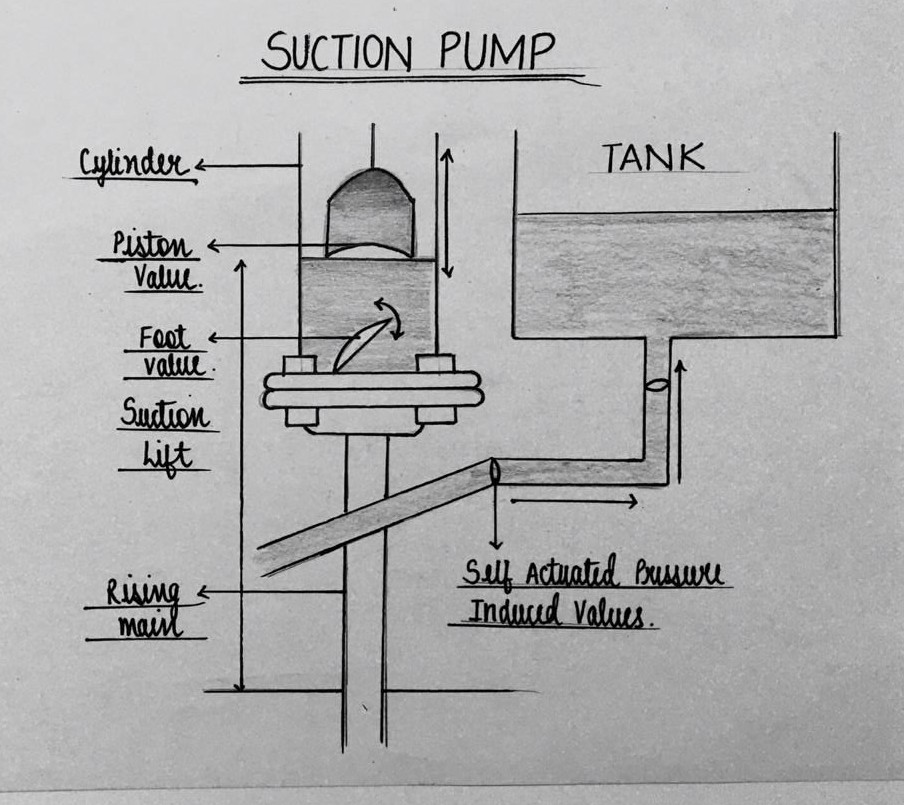 SUCTION PUMP
Cylinder
TANK
Piston
Value.
Foot
value.
Suction
Lift
Self Actuated Pressure
Induced Values.
Rising
main